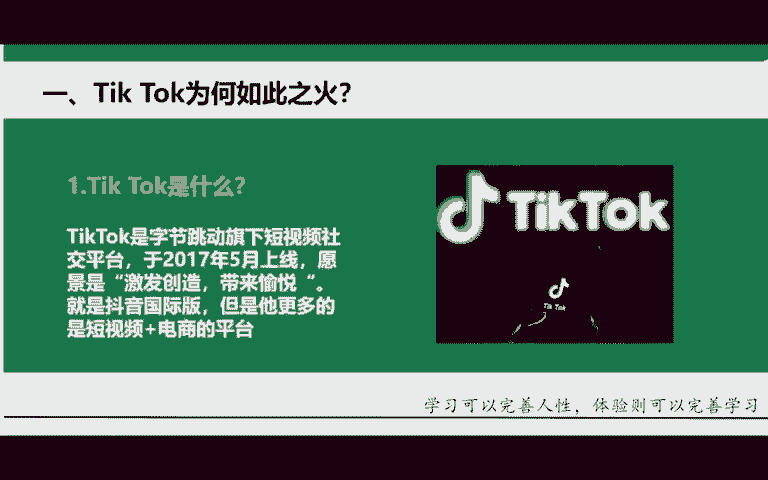 一、Tik Tok为何如此之火?
1.Tik Tok是什么?
TikTok是字节跳动旗下短视频社
交平台，于2017年5月上线，愿
景是“激发创造，带来愉悦“。
就是抖音国际版，但是他更多的
是短视频+电商的平台
TikTok
Tik Tok
学习可以完善人性，体验则可以完善学习